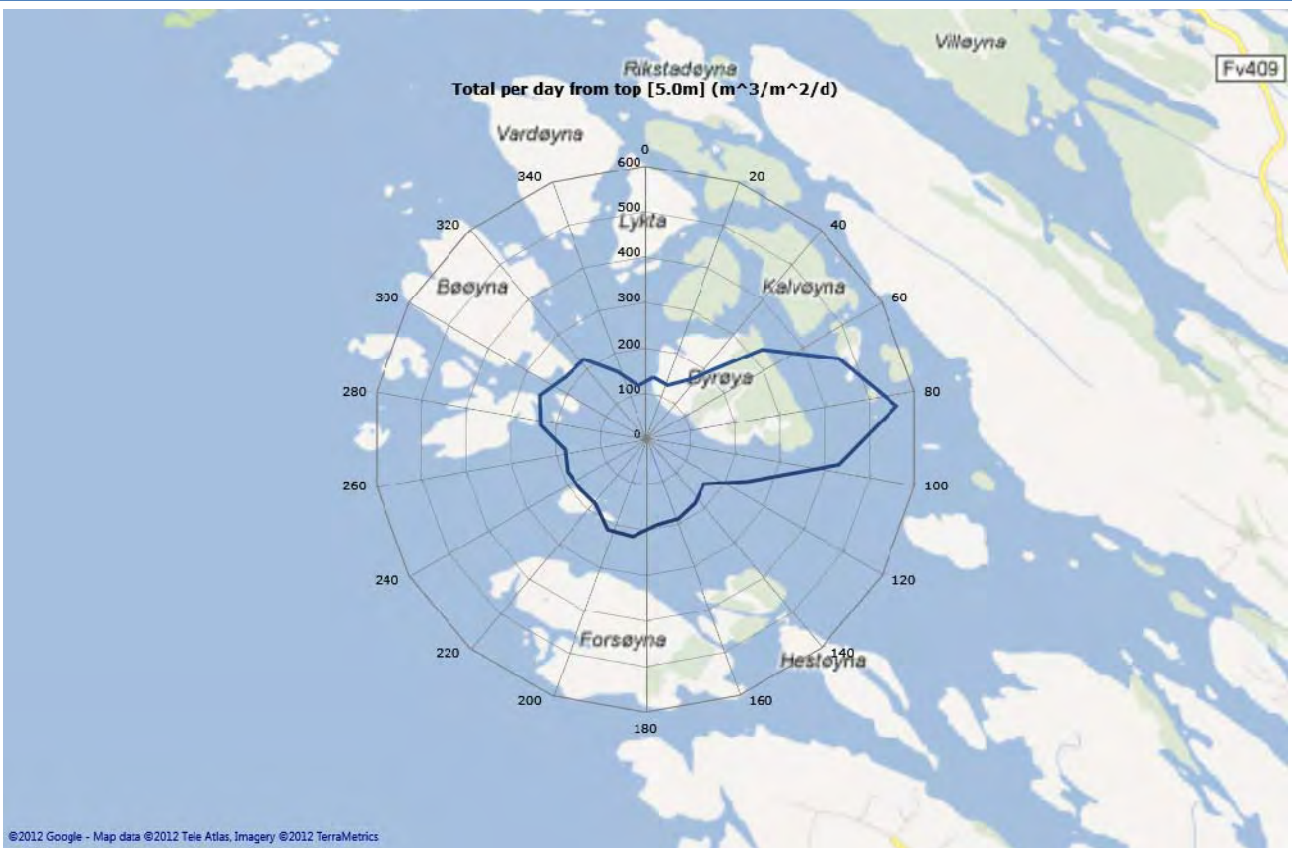 Villøyna
Rikstadøyna
Fv409
Total per day from top [5.0m] (m^3/m^2/d)
Vardøyna
0
600
340
20
500
Lykta
320
40
400
Bøøyna
Kalvøyna
300
300
60
200
Gyrøya
100
280
80
0
260
100
240
120
Forsøyna
220
140
Hestøyna
200
160
180
©2012 Google - Map data ©2012 Tele Atlas, Imagery ©2012 TerraMetrics